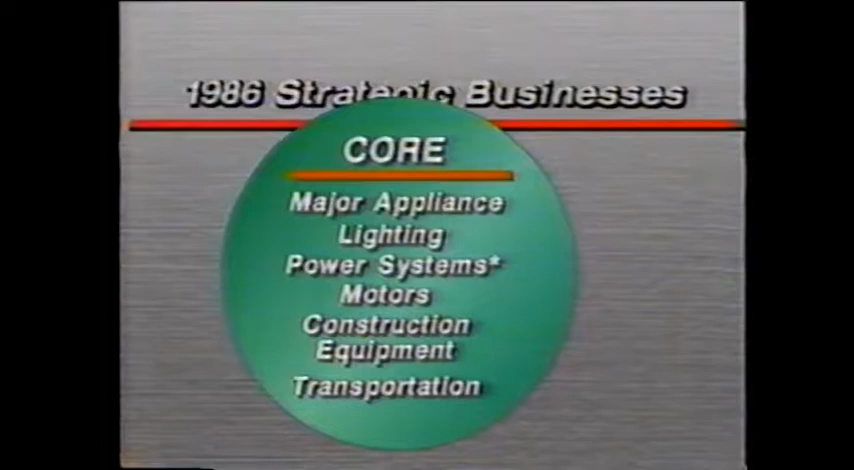 1986 Strategic Businesses
CORE
Major Appliance
Lighting
Power Systems*
Motors
Construction
Equipment
Transportation